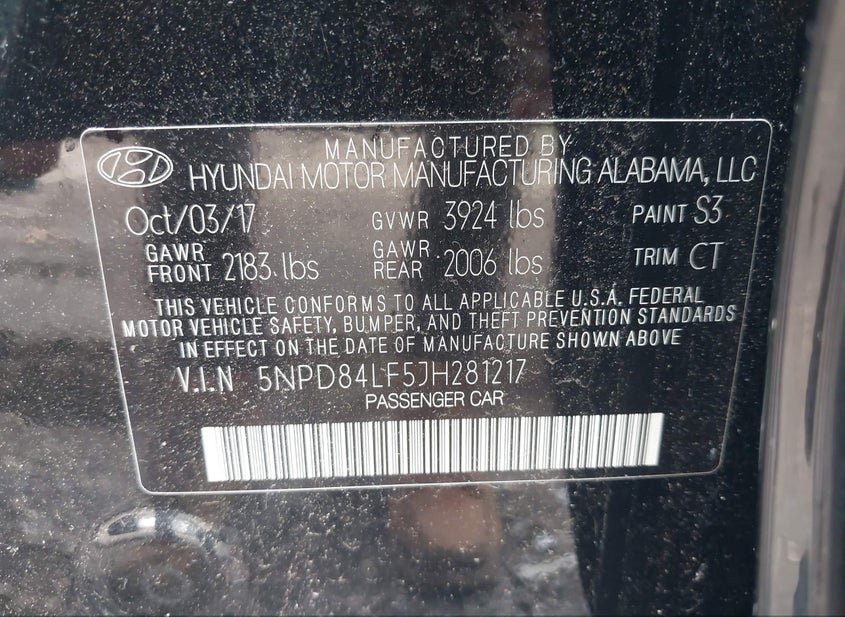 MANUFACTURED BY
HYUNDAI MOTOR MANUFACTURING ALABAMA, LLC
Oct/03/17 GVWR 3924 lbs PAINT S3
GAWR FRONT 2183 lbs GAWR REAR 2006 lbs TRIM CT
THIS VEHICLE CONFORMS TO ALL APPLICABLE U.S.A. FEDERAL
MOTOR VEHICLE SAFETY, BUMPER, AND THEFT PREVENTION STANDARDS
IN EFFECT ON THE DATE OF MANUFACTURE SHOWN ABOVE
V.I.N 5NPD84LF5JH281217
PASSENGER CAR